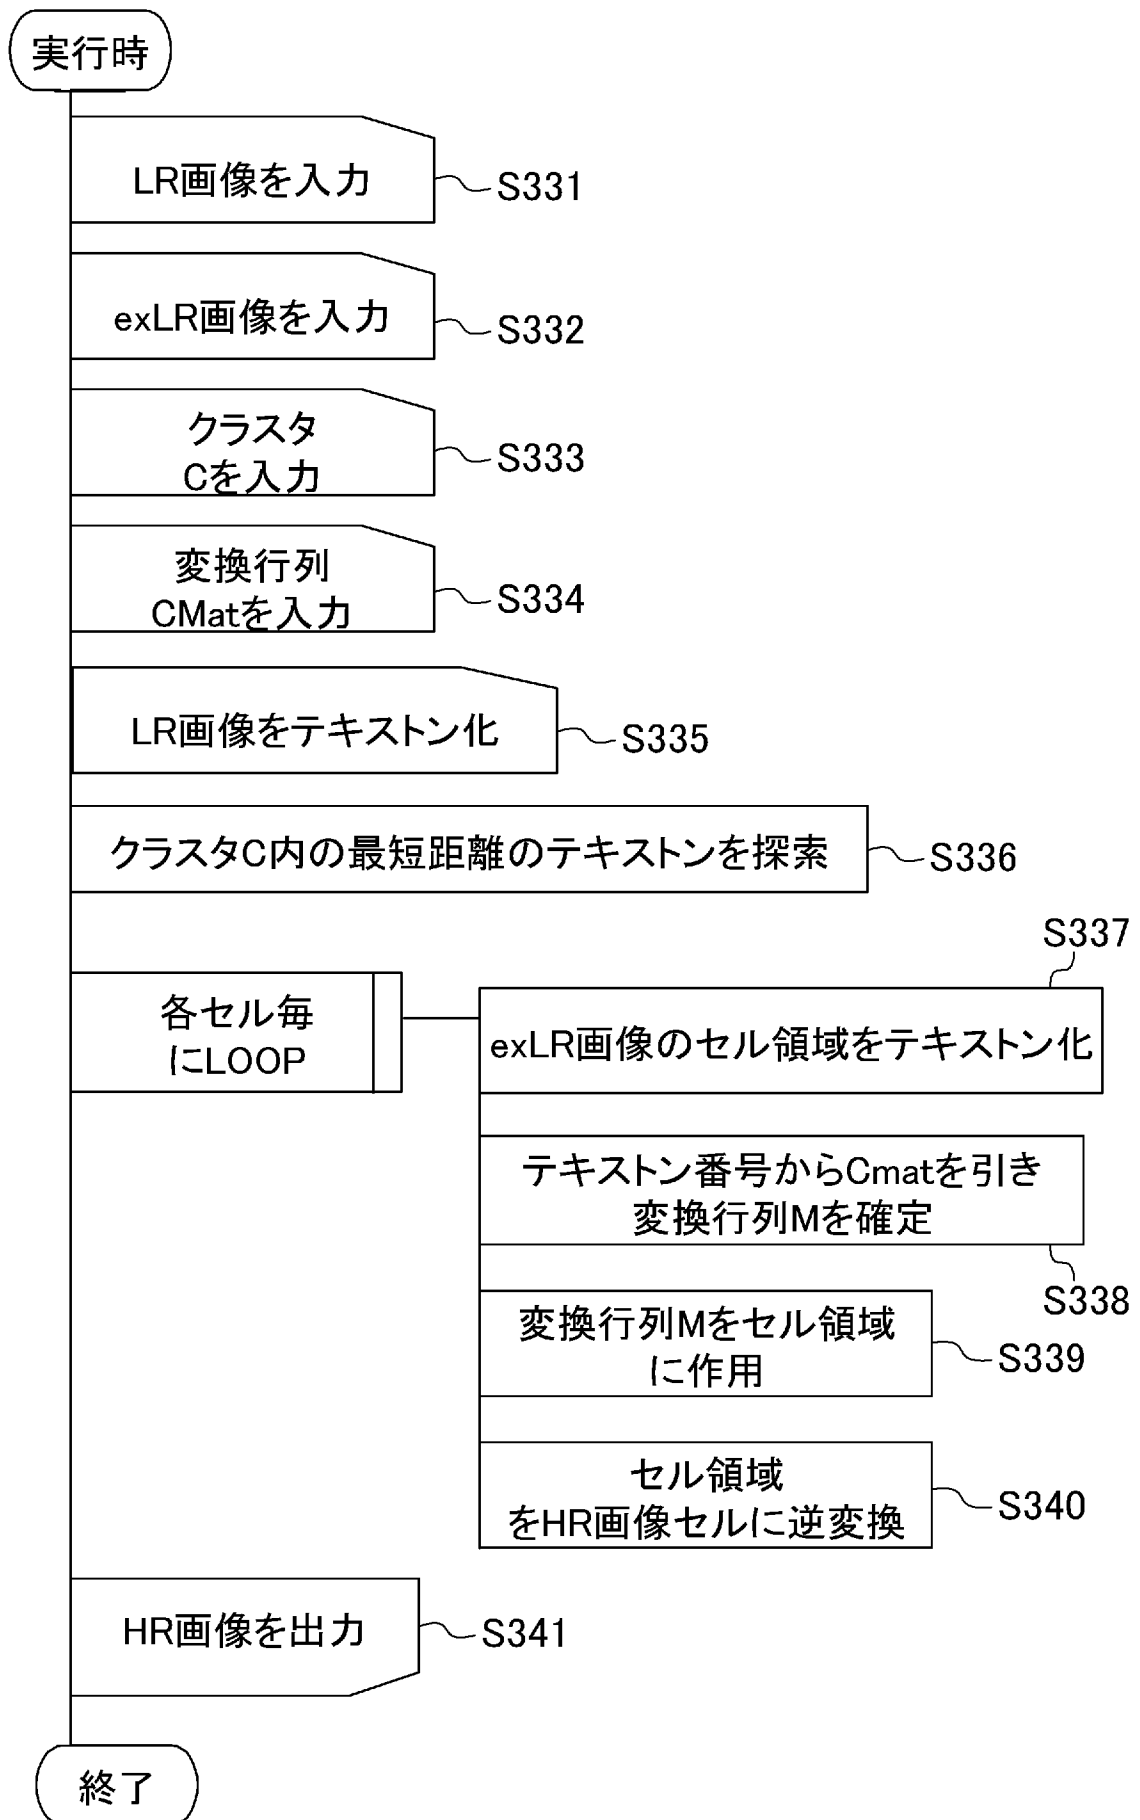 実行時
LR画像を入力
S331
exLR画像を入力
S332
クラスタ
Cを入力
S333
変換行列
CMatを入力
S334
LR画像をテキストン化
S335
クラスタC内の最短距離のテキストンを探索
S336
各セル毎
にLOOP
S337
exLR画像のセル領域をテキストン化
テキストン番号からCmatを引き
変換行列Mを確定
S338
変換行列Mをセル領域
に作用
S339
セル領域
をHR画像セルに逆変換
S340
HR画像を出力
S341
終了